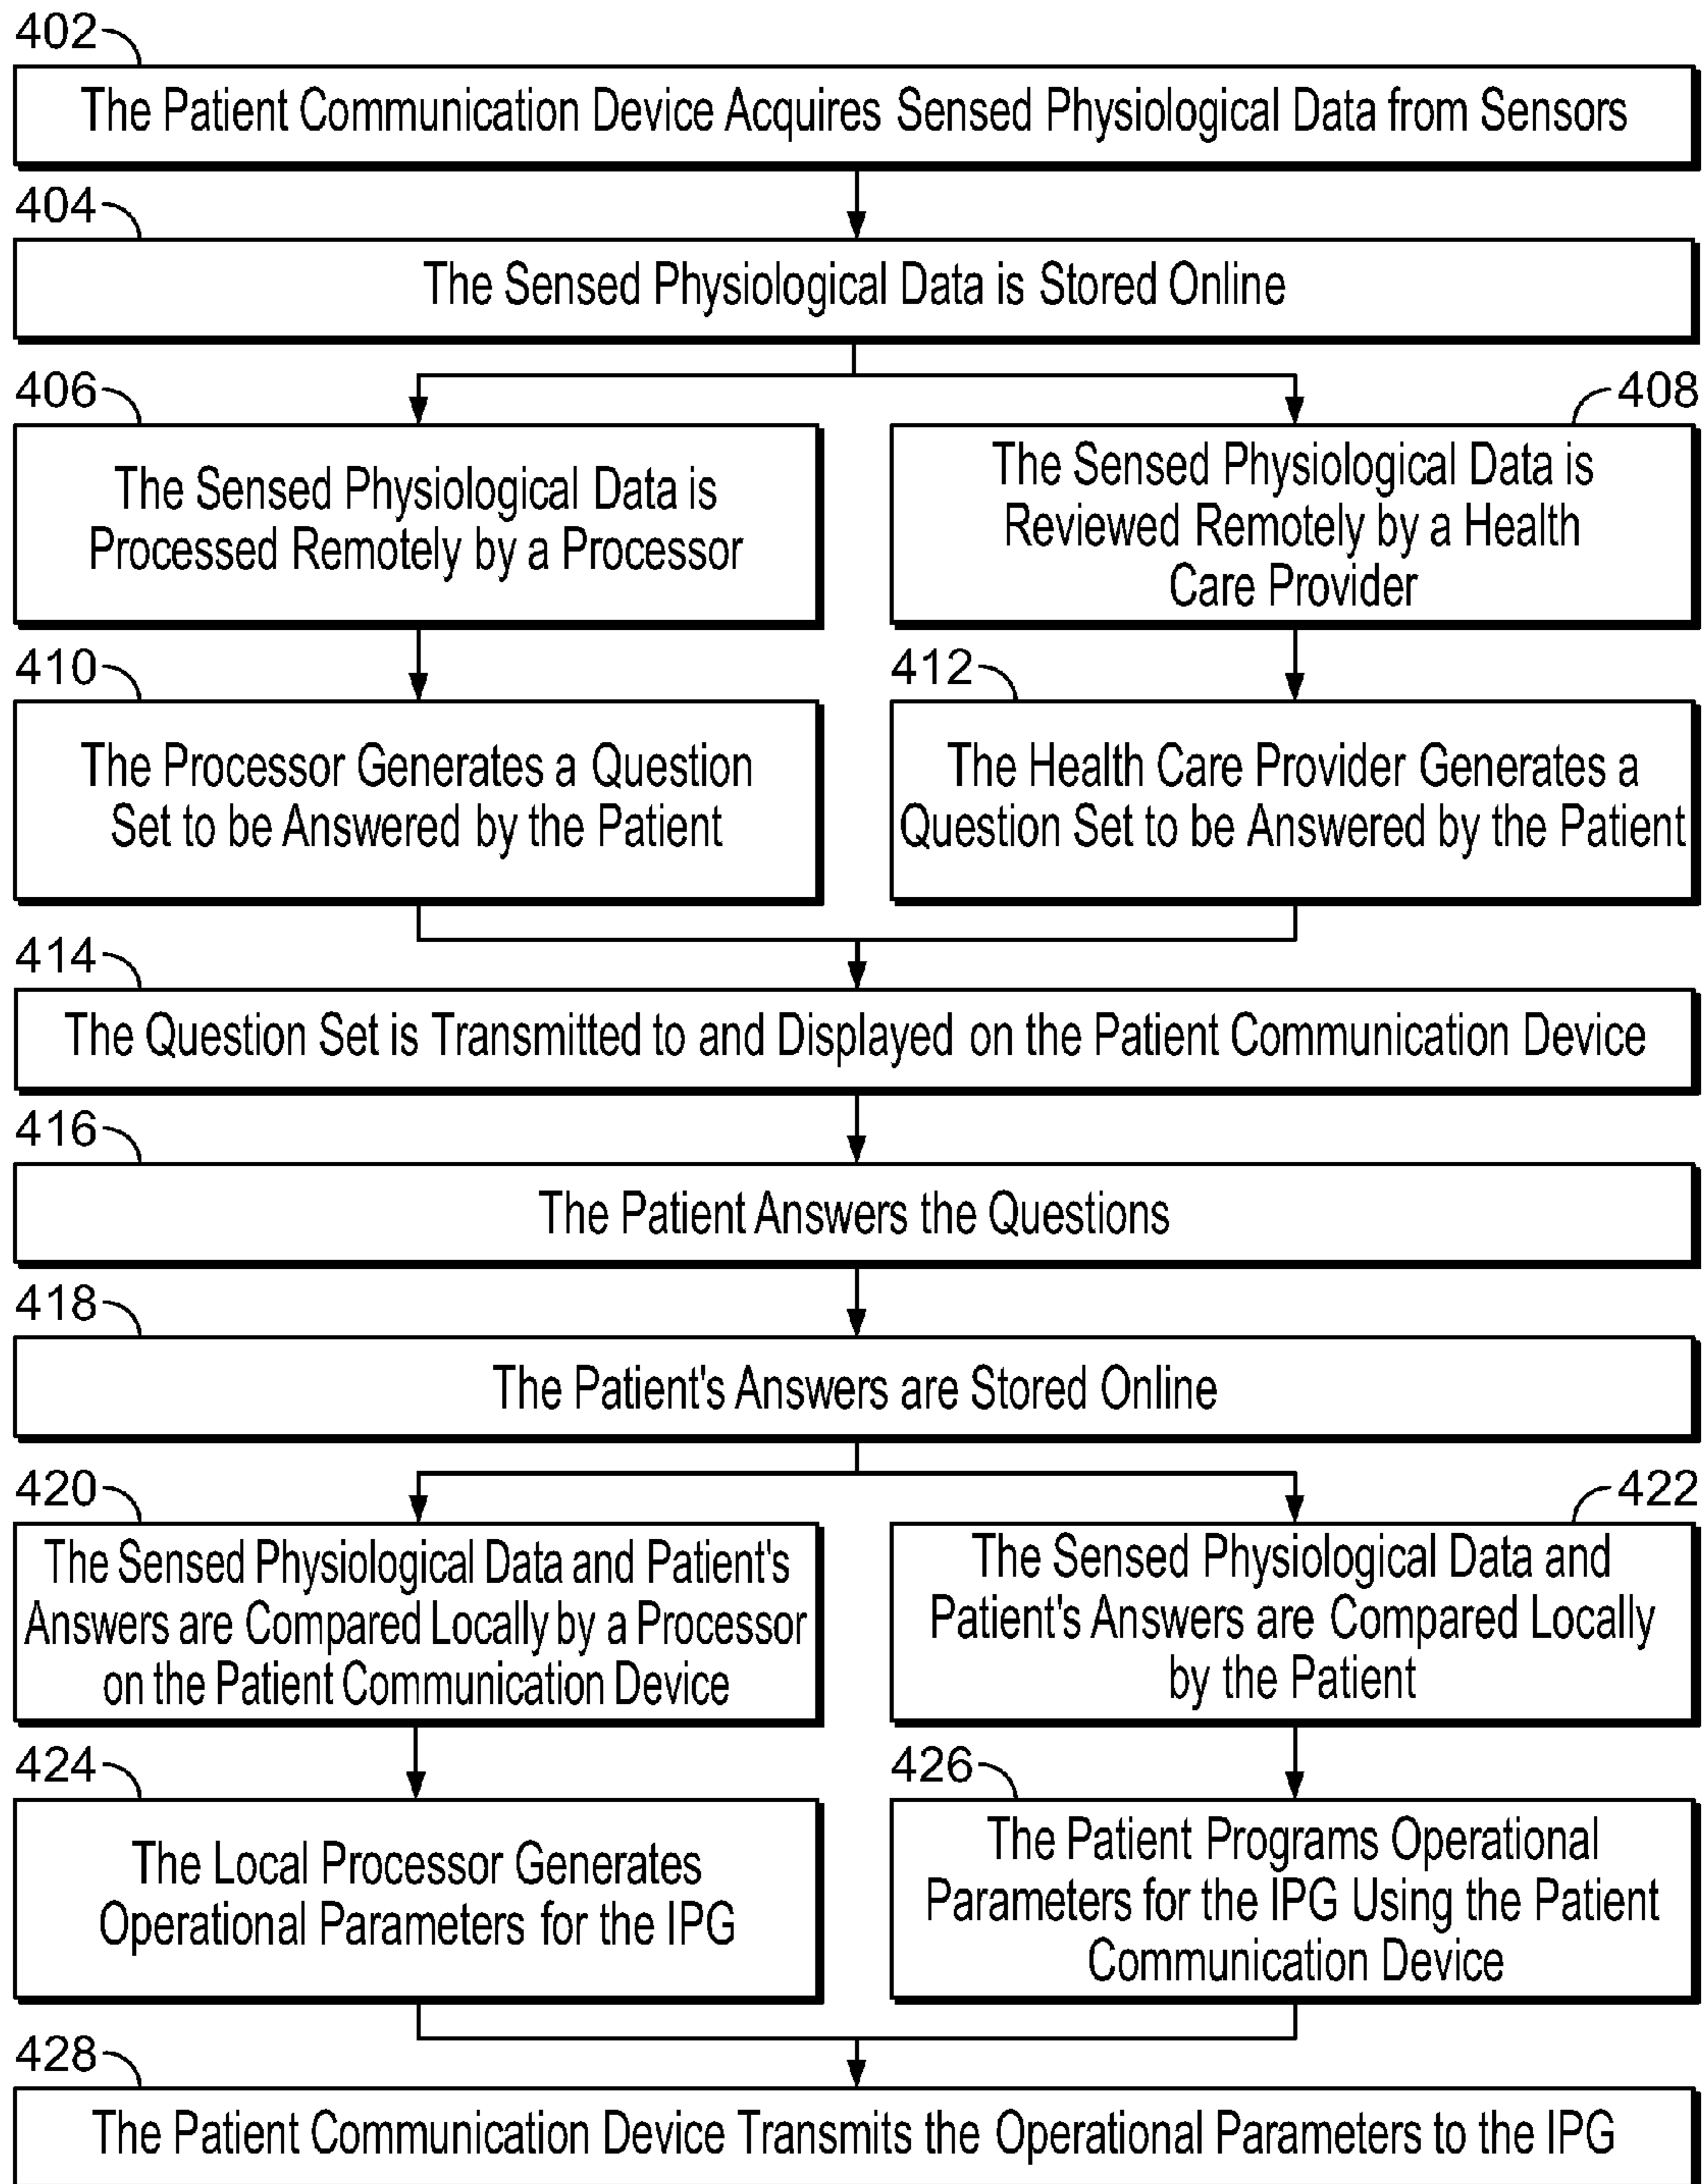 402
The Patient Communication Device Acquires Sensed Physiological Data from Sensors
404
The Sensed Physiological Data is Stored Online
406
The Sensed Physiological Data is
Processed Remotely by a Processor
408
The Sensed Physiological Data is
Reviewed Remotely by a Health
Care Provider
410
The Processor Generates a Question
Set to be Answered by the Patient
412
The Health Care Provider Generates a
Question Set to be Answered by the Patient
414
The Question Set is Transmitted to and Displayed on the Patient Communication Device
416
The Patient Answers the Questions
418
The Patient's Answers are Stored Online
420
The Sensed Physiological Data and Patient's
Answers are Compared Locally by a Processor
on the Patient Communication Device
422
The Sensed Physiological Data and
Patient's Answers are Compared Locally
by the Patient
424
The Local Processor Generates
Operational Parameters for the IPG
426
The Patient Programs Operational
Parameters for the IPG Using the Patient
Communication Device
428
The Patient Communication Device Transmits the Operational Parameters to the IPG